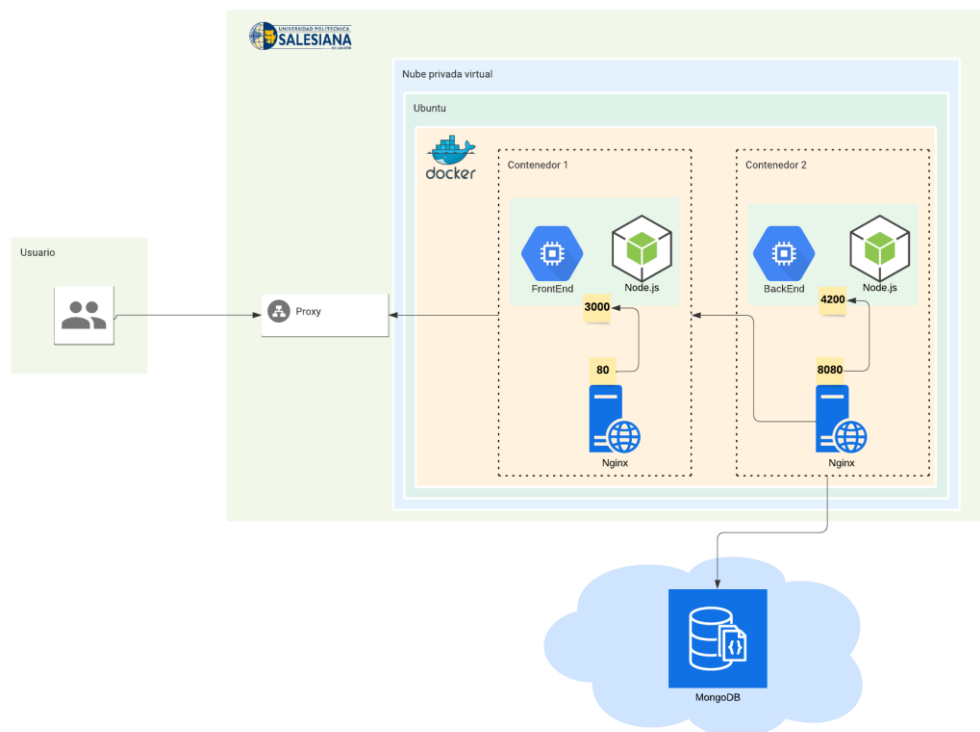 UNIVERSIDAD POLITÉCNICA
SALESIANA
ECUADOR
Nube privada virtual
Ubuntu
docker
Contenedor 1
Contenedor 2
Usuario
FrontEnd
Node.js
BackEnd
Node.js
Proxy
3000
4200
80
8080
Nginx
Nginx
MongoDB